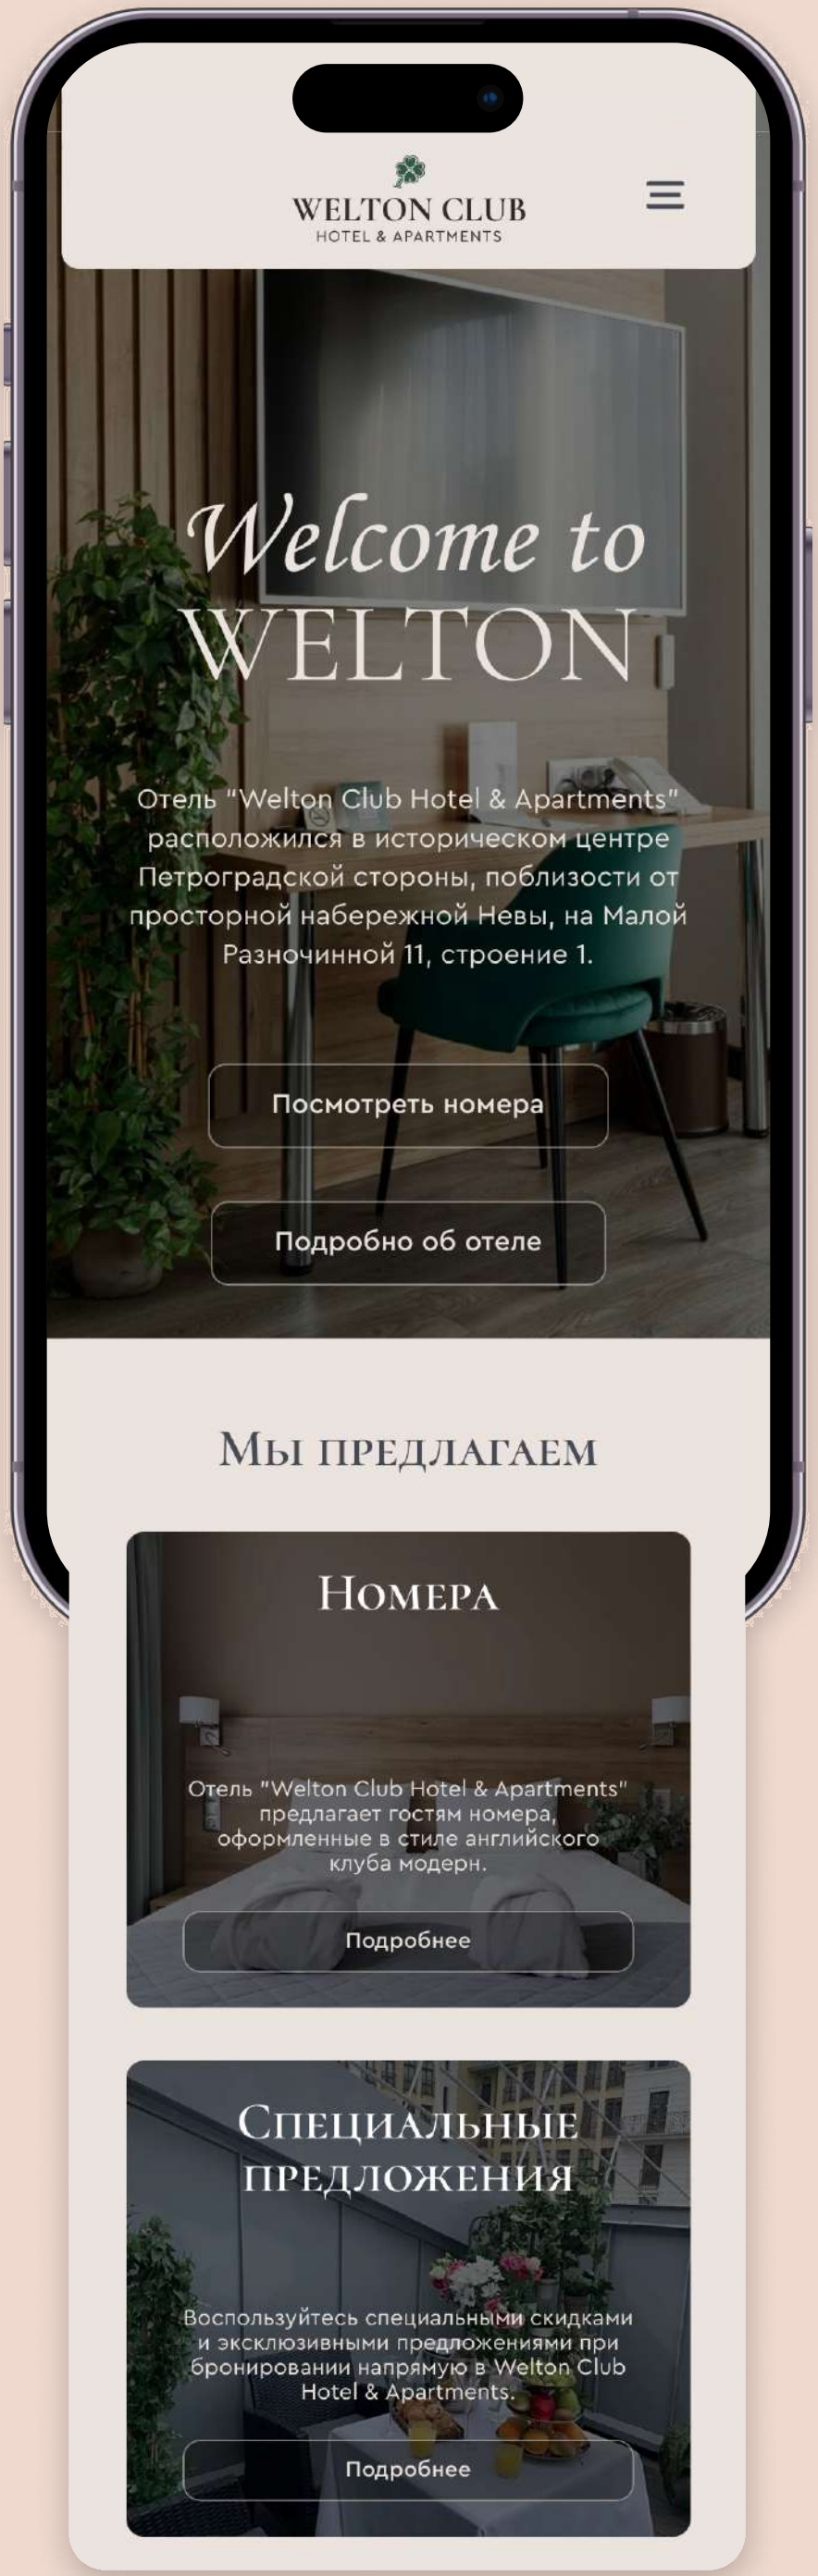 WELTON CLUB
HOTEL & APARTMENTS
Welcome to
WELTON
Отель “Welton Club Hotel & Apartments”
расположился в историческом центре
Петроградской стороны, поблизости от
просторной набережной Невы, на Малой
Разночинной 11, строение 1.
Посмотреть номера
Подробно об отеле
Мы предлагаем
Номера
Отель "Welton Club Hotel & Apartments"
предлагает гостям номера,
оформленные в стиле английского
клуба модерн.
Подробнее
Специальные
предложения
Воспользуйтесь специальными скидками
и эксклюзивными предложениями при
бронировании напрямую в Welton Club
Hotel & Apartments.
Подробнее